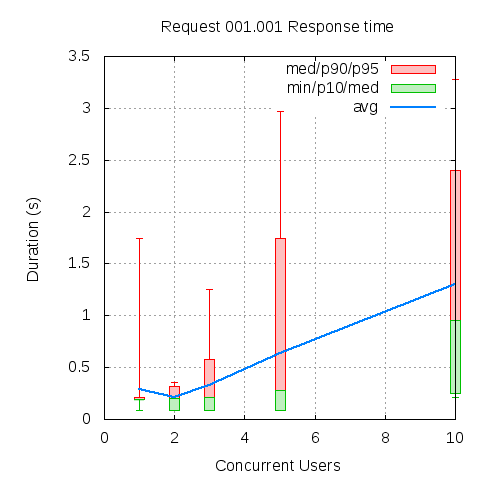 Request 001.001 Response time
med/p90/p95
min/p10/med
avg
3.5
3
2.5
2
1.5
1
0.5
0
0 2 4 6 8 10
Duration (s)
Concurrent Users